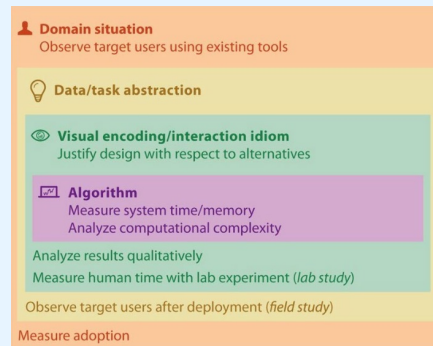 Domain situation
Observe target users using existing tools
Data/task abstraction
Visual encoding/interaction idiom
Justify design with respect to alternatives
Algorithm
Measure system time/memory
Analyze computational complexity
Analyze results qualitatively
Measure human time with lab experiment (lab study)
Observe target users after deployment (field study)
Measure adoption